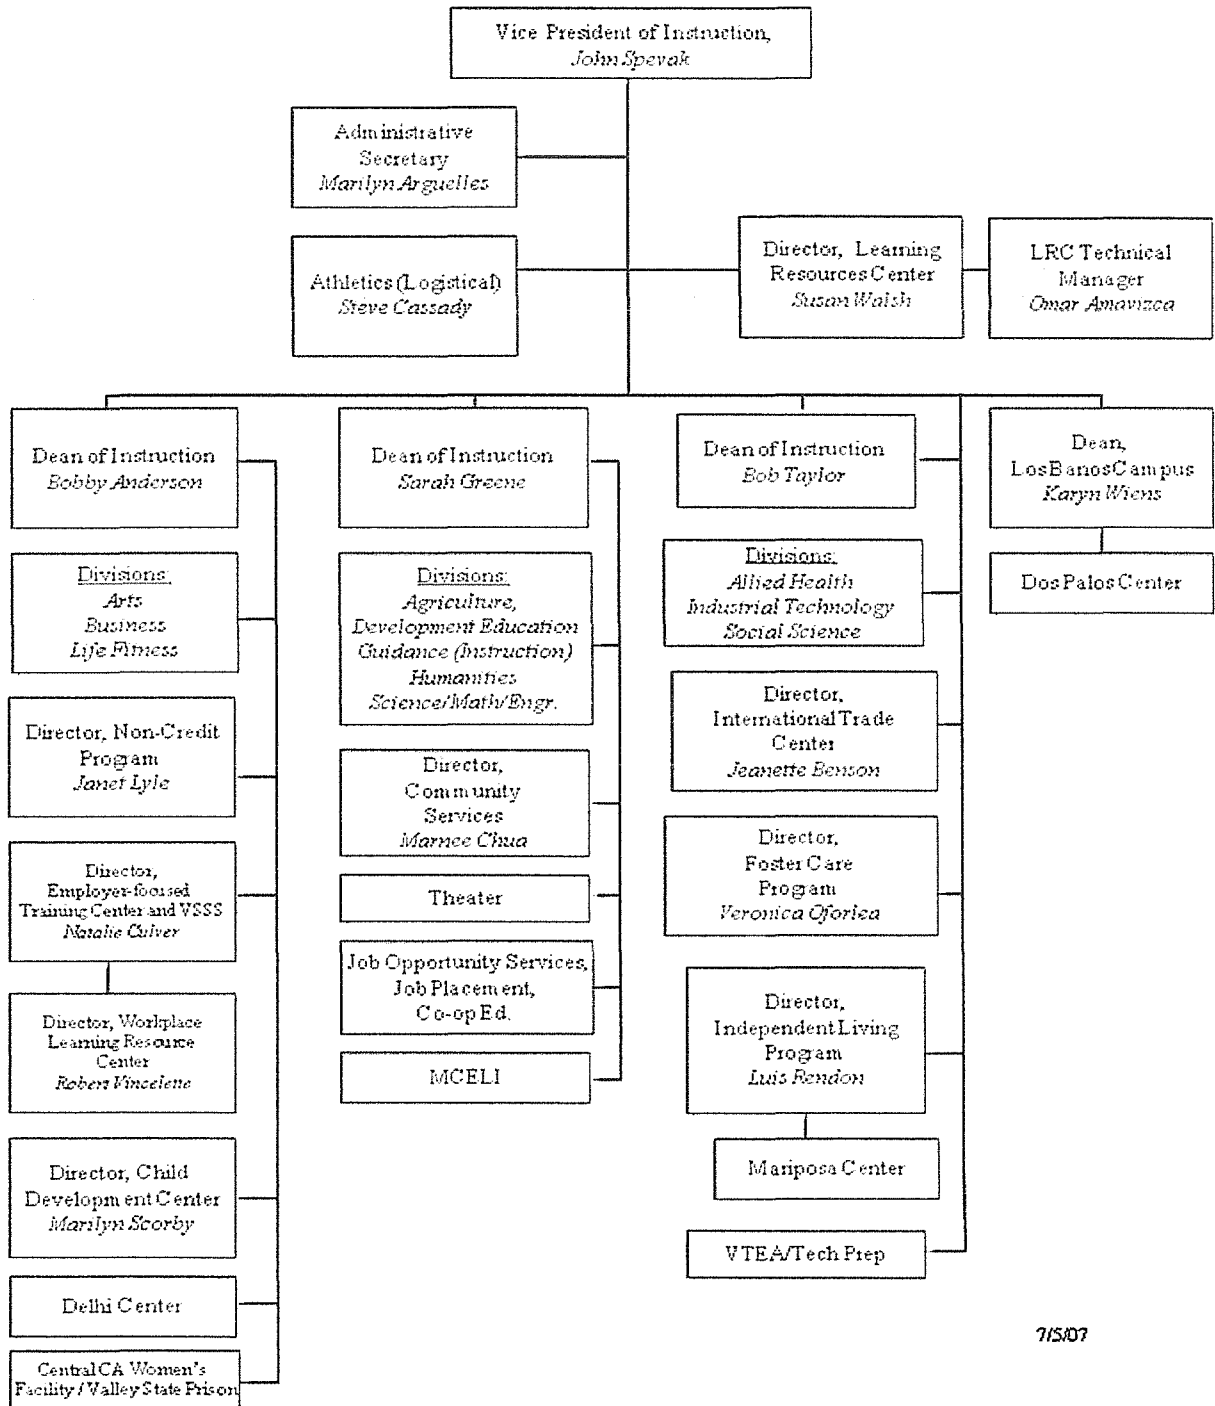 Vice President of Instruction,
John Spevak
Administrative
Secretary
Marilyn Arguelles
Athletics (Logistical)
Steve Cassady
Director, Learning
Resources Center
Susan Walsh
LRC Technical
Manager
Omar Amavizca
Dean of Instruction
Bobby Anderson
Divisions:
Arts
Business
Life Fitness
Director, Non-Credit
Program
Janet Lyle
Director,
Employer-focused
Training Center and VSSS
Natalie Culver
Director, Workplace
Learning Resource
Center
Robert Vincelette
Director, Child
Development Center
Marilyn Scorby
Delhi Center
Central CA Women's
Facility / Valley State Prison
Dean of Instruction
Sarah Greene
Divisions:
Agriculture,
Development Education
Guidance (Instruction)
Humanities
Science/Math/Engr.
Director,
Community
Services
Marnee Chua
Theater
Job Opportunity Services,
Job Placement,
Co-op Ed.
MCELI
Dean of Instruction
Bob Taylor
Divisions:
Allied Health
Industrial Technology
Social Science
Director,
International Trade
Center
Jeanette Benson
Director,
Foster Care
Program
Veronica Oforlea
Director,
Independent Living
Program
Luis Rendon
Mariposa Center
VTEA/Tech Prep
Dean,
Los Banos Campus
Karyn Wiens
Dos Palos Center
7/5/07